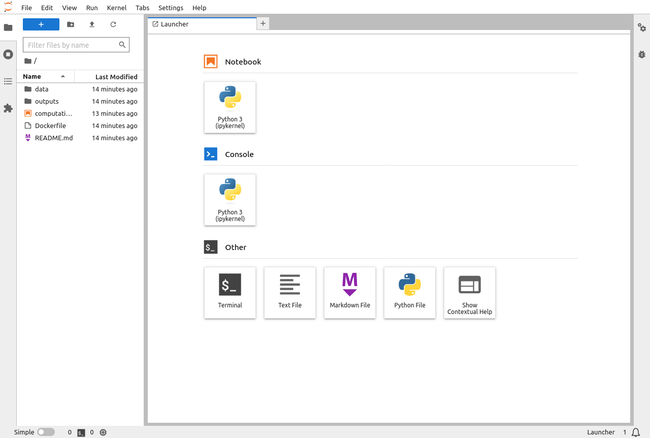 File Edit View Run Kernel Tabs Settings Help
+
Launcher
+
Filter files by name
/
Name Last Modified
data 14 minutes ago
outputs 14 minutes ago
computati... 13 minutes ago
Dockerfile 14 minutes ago
README.md 14 minutes ago
Notebook
Python 3
(ipykernel)
Console
Python 3
(ipykernel)
$_ Other
$_
Terminal
Text File
M
Markdown File
Python File
Show
Contextual Help
Simple 0 0 Launcher 1